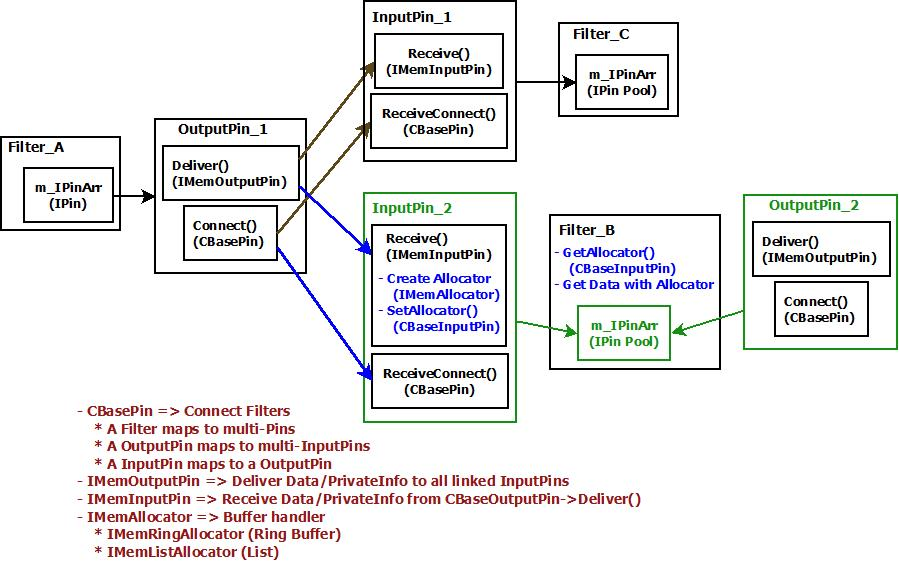 Filter_A
m_IPinArr
(IPin)
OutputPin_1
Deliver()
(IMemOutputPin)
Connect()
(CBasePin)
InputPin_1
Receive()
(IMemInputPin)
ReceiveConnect()
(CBasePin)
Filter_C
m_IPinArr
(IPin Pool)
InputPin_2
Receive()
(IMemInputPin)
- Create Allocator
(IMemAllocator)
- SetAllocator()
(CBaseInputPin)
ReceiveConnect()
(CBasePin)
Filter_B
- GetAllocator()
(CBaseInputPin)
- Get Data with Allocator
m_IPinArr
(IPin Pool)
OutputPin_2
Deliver()
(IMemOutputPin)
Connect()
(CBasePin)
- CBasePin => Connect Filters
* A Filter maps to multi-Pins
* A OutputPin maps to multi-InputPins
* A InputPin maps to a OutputPin
- IMemOutputPin => Deliver Data/PrivateInfo to all linked InputPins
- IMemInputPin => Receive Data/PrivateInfo from CBaseOutputPin->Deliver()
- IMemAllocator => Buffer handler
* IMemRingAllocator (Ring Buffer)
* IMemListAllocator (List)